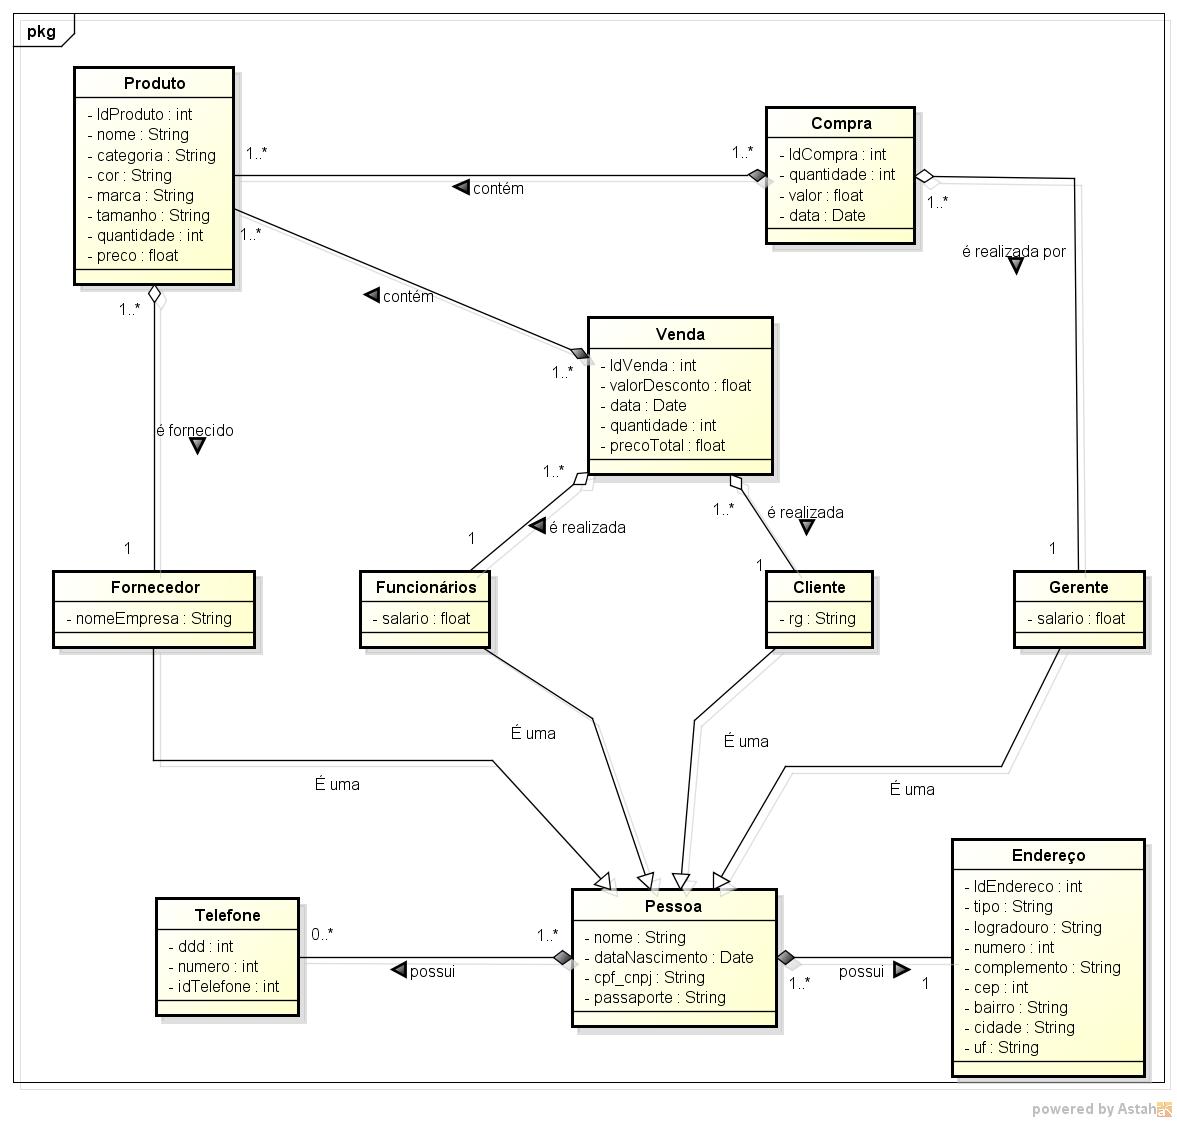 pkg
Produto
- IdProduto : int
- nome : String
- categoria : String
- cor : String
- marca : String
- tamanho : String
- quantidade : int
- preco : float
1..*
1..*
contém
Compra
- IdCompra : int
- quantidade : int
- valor : float
- data : Date
1..*
é realizada por
1..*
contém
1..*
1..*
é fornecido
1
Venda
- IdVenda : int
- valorDesconto : float
- data : Date
- quantidade : int
- precoTotal : float
1..*
é realizada
1
1..*
é realizada
1
1
Fornecedor
- nomeEmpresa : String
Funcionários
- salario : float
Cliente
- rg : String
Gerente
- salario : float
É uma
É uma
É uma
É uma
Telefone
- ddd : int
- numero : int
- idTelefone : int
0..*
possui
1..*
Pessoa
- nome : String
- dataNascimento : Date
- cpf_cnpj : String
- passaporte : String
1..*
possui
1
Endereço
- IdEndereco : int
- tipo : String
- logradouro : String
- numero : int
- complemento : String
- cep : int
- bairro : String
- cidade : String
- uf : String
powered by Astah